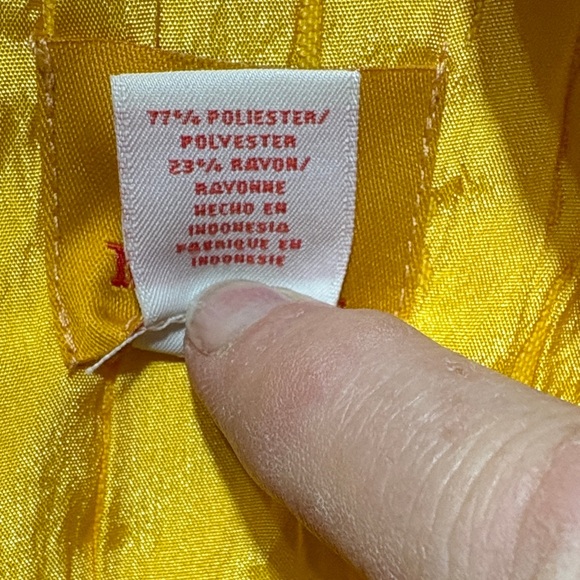 77% POLIESTER/
POLYESTER
23% RAYON/
RAYONNE
HECHO EN
INDONESIA
FABRIQUE EN
INDONESIE